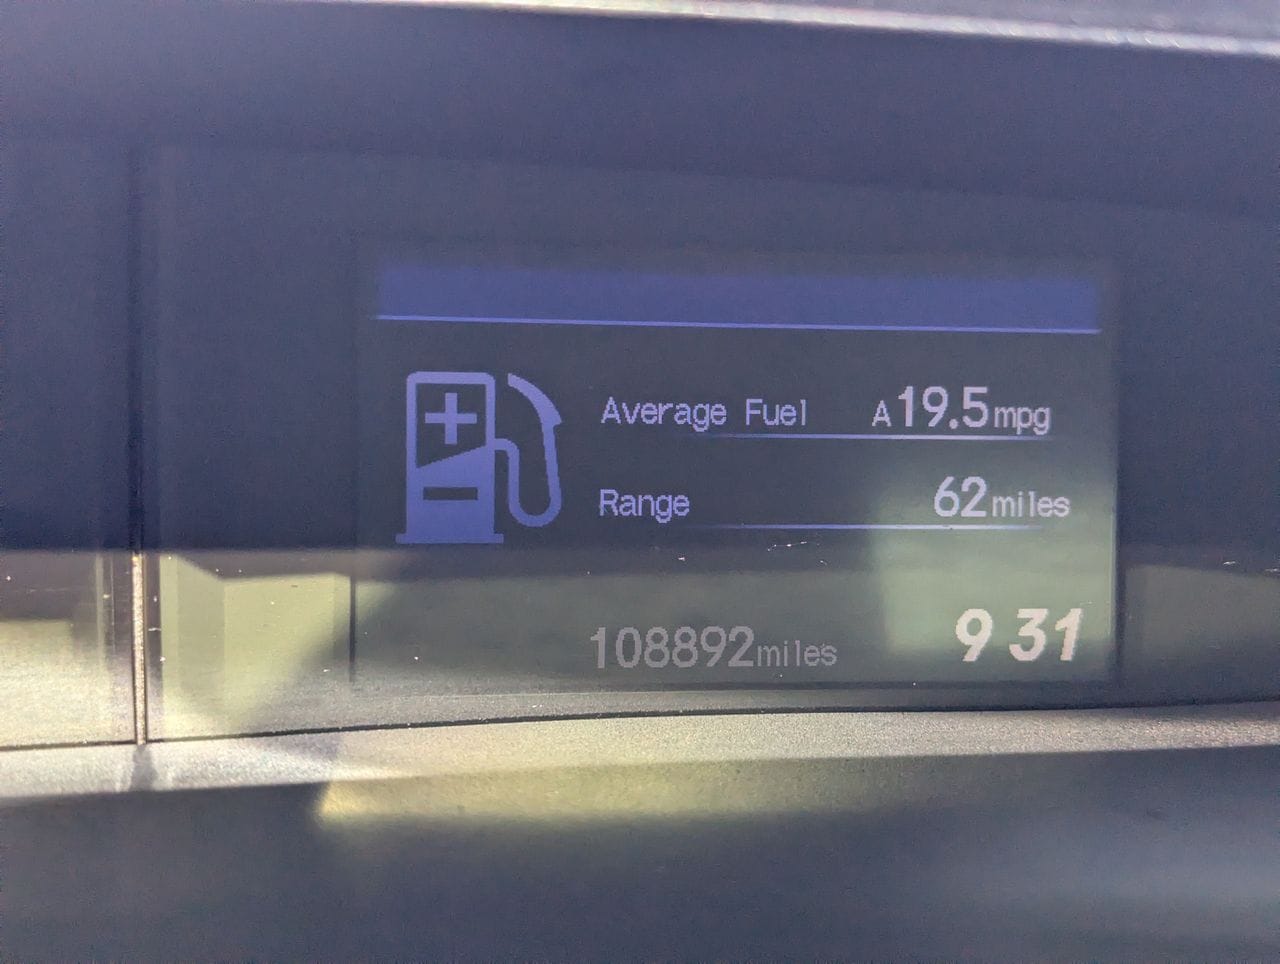 Average Fuel A19.5mpg
Range 62miles
108892miles 9 31